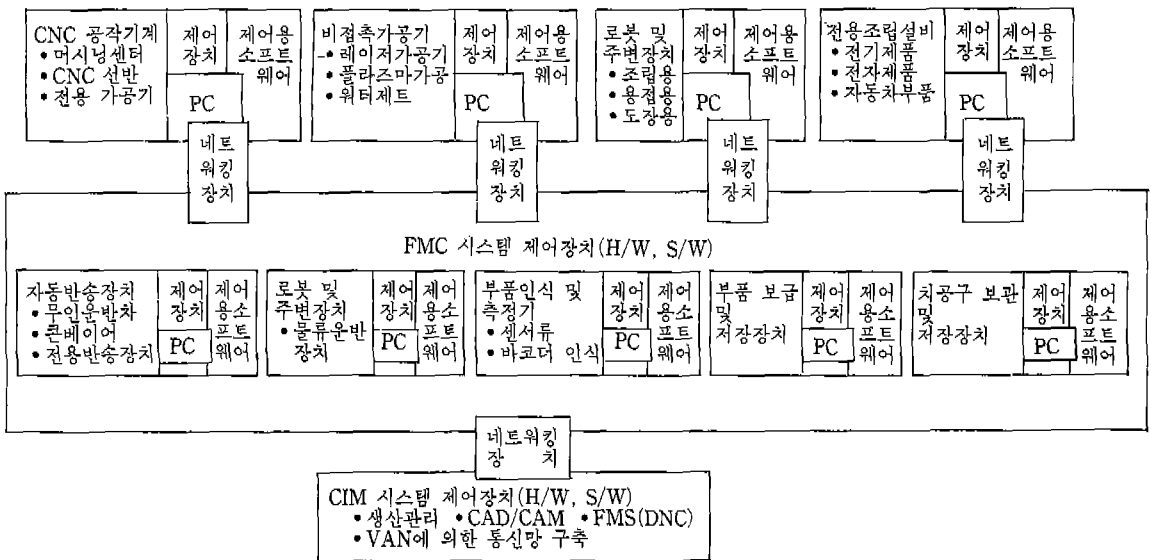 CNC 공작기계
• 머시닝센터
• CNC 선반
• 전용 가공기
제어
장치
PC
제어용
소프트
웨어
네트
워킹
장치
비접촉가공기
• 레이저가공기
• 플라즈마가공
• 워터제트
제어
장치
PC
제어용
소프트
웨어
네트
워킹
장치
로봇 및
주변장치
• 조립용
• 용접용
• 도장용
제어
장치
PC
제어용
소프트
웨어
네트
워킹
장치
전용조립설비
• 전기제품
• 전자제품
• 자동차부품
제어
장치
PC
제어용
소프트
웨어
네트
워킹
장치
FMC 시스템 제어장치(H/W, S/W)
자동반송장치
• 무인운반차
• 콘베이어
• 전용반송장치
제어
장치
PC
제어
용소
프트
웨어
로봇 및
주변장치
• 물류운반
장치
제어
장치
PC
제어
용소
프트
웨어
부품인식 및
측정기
• 센서류
• 바코더 인식
제어
장치
PC
제어
용소
프트
웨어
부품 보급
및
저장장치
제어
장치
PC
제어
용소
프트
웨어
치공구 보관
및
저장장치
제어
장치
PC
제어
용소
프트
웨어
네트워킹
장 치
CIM 시스템 제어장치(H/W, S/W)
• 생산관리 • CAD/CAM • FMS(DNC)
• VAN에 의한 통신망 구축